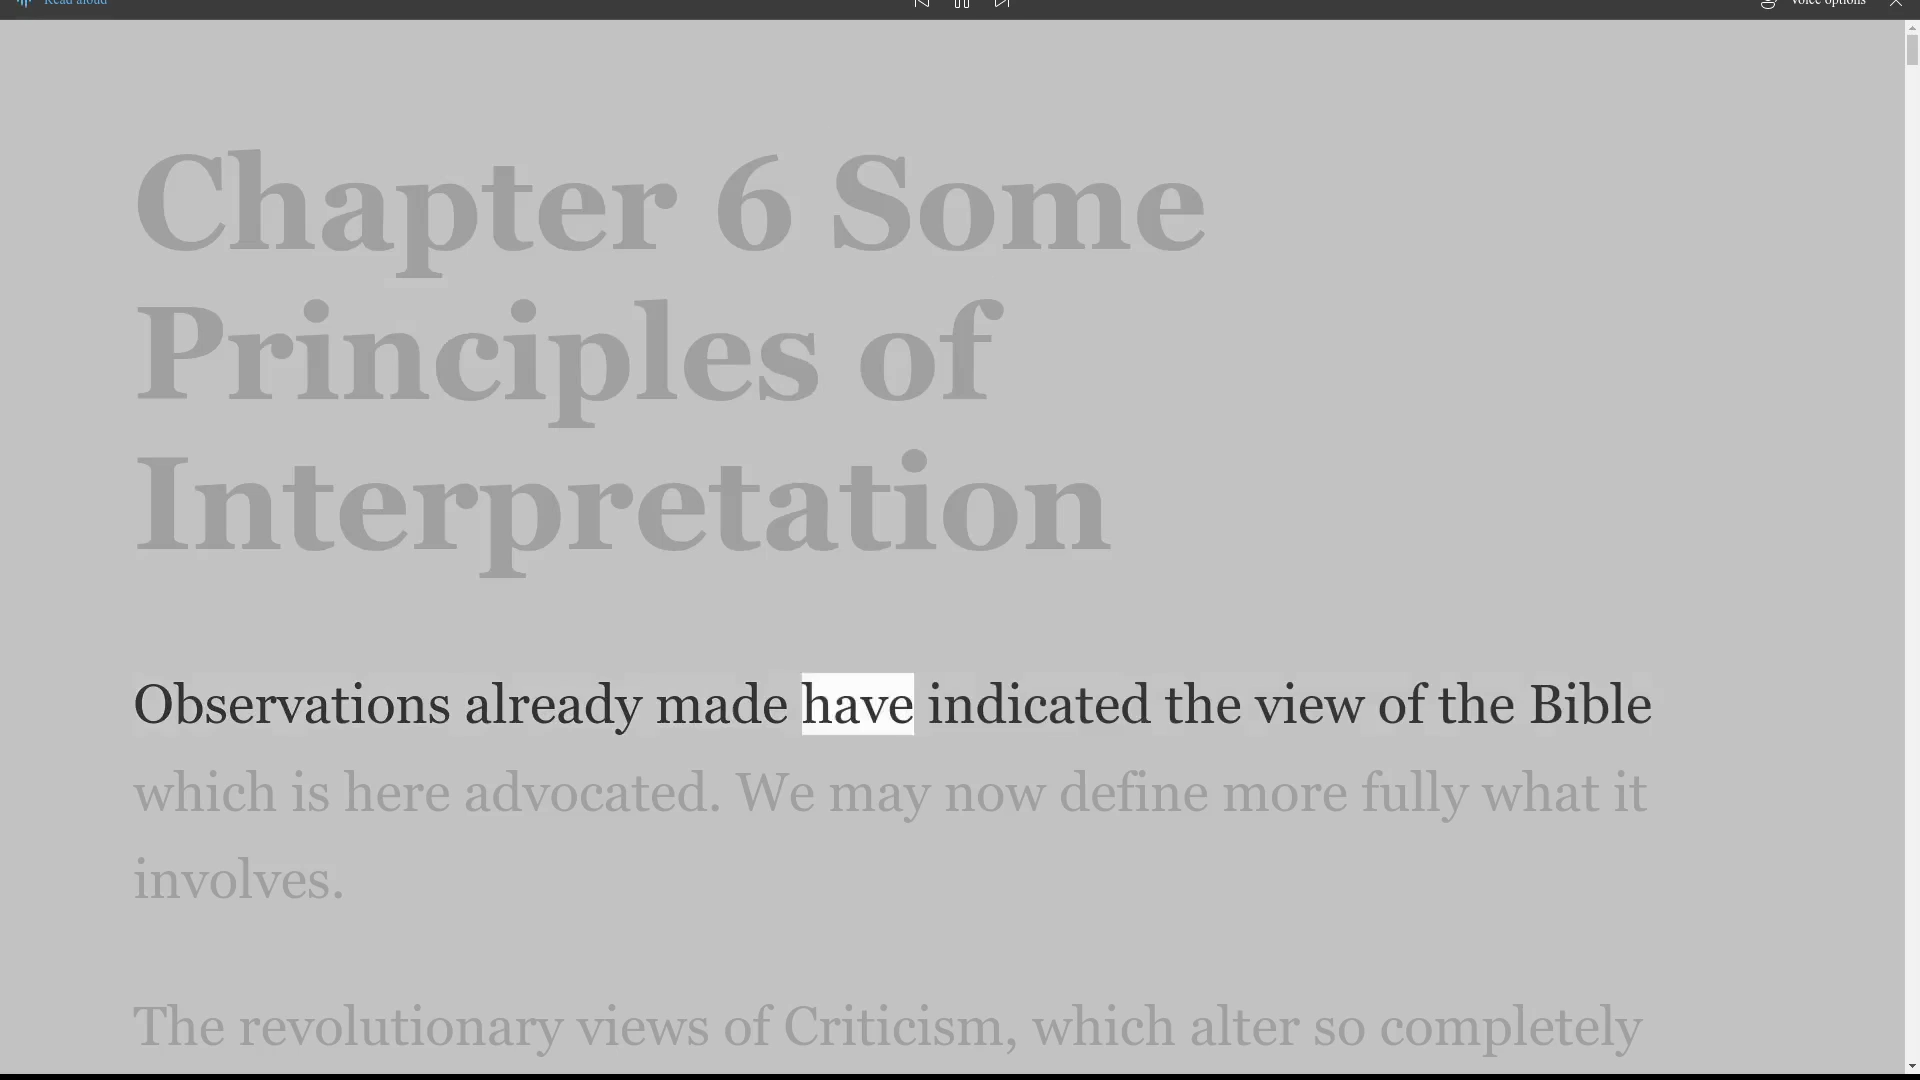 Read aloud
Voice options
Chapter 6 Some
Principles of
Interpretation
Observations already made have indicated the view of the Bible
which is here advocated. We may now define more fully what it
involves.
The revolutionary views of Criticism, which alter so completely